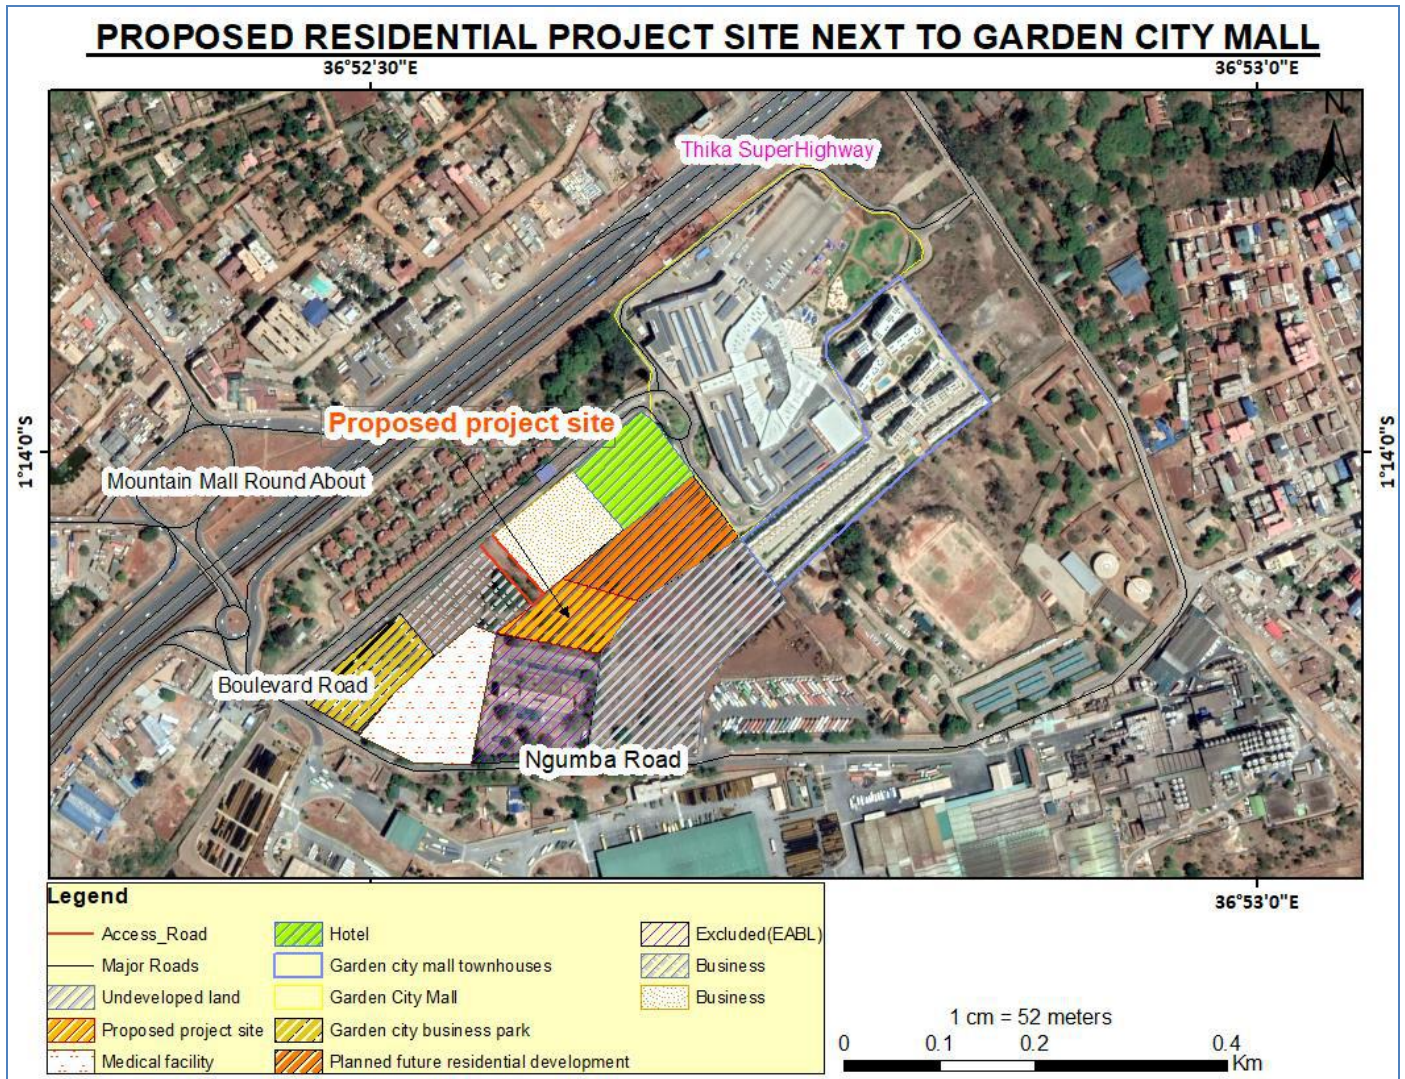 PROPOSED RESIDENTIAL PROJECT SITE NEXT TO GARDEN CITY MALL
36°52'30"E
36°53'0"E
N
Thika SuperHighway
Proposed project site
1°14'0"S
1°14'0"S
Mountain Mall Round About
Boulevard Road
Ngumba Road
36°53'0"E
Legend
Access_Road
Hotel
Excluded(EABL)
Major Roads
Garden city mall townhouses
Business
Undeveloped land
Garden City Mall
Business
Proposed project site
Garden city business park
Medical facility
Planned future residential development
1 cm = 52 meters
0 0.1 0.2 0.4
Km